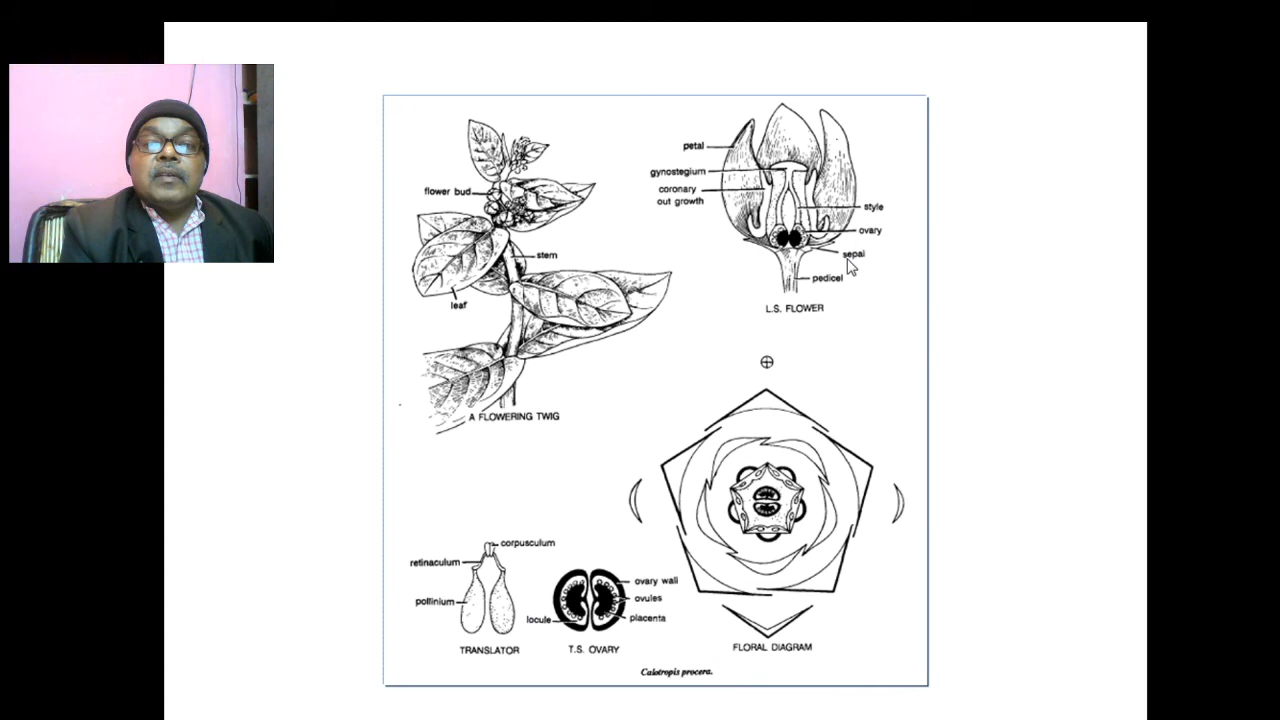 flower bud
stem
leaf
A FLOWERING TWIG
petal
gynostegium
coronary
out growth
style
ovary
sepal
pedicel
L.S. FLOWER
corpusculum
retinaculum
pollinium
TRANSLATOR
ovary wall
ovules
placenta
locule
T.S. OVARY
FLORAL DIAGRAM
Calotropis procera.